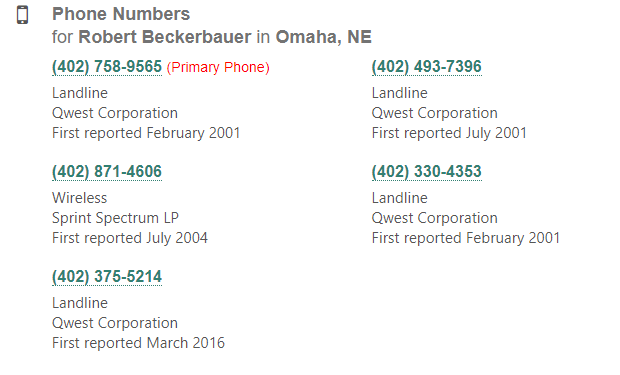 Phone Numbers
for Robert Beckerbauer in Omaha, NE
(402) 758-9565 (Primary Phone)
Landline
Qwest Corporation
First reported February 2001
(402) 493-7396
Landline
Qwest Corporation
First reported July 2001
(402) 871-4606
Wireless
Sprint Spectrum LP
First reported July 2004
(402) 330-4353
Landline
Qwest Corporation
First reported February 2001
(402) 375-5214
Landline
Qwest Corporation
First reported March 2016